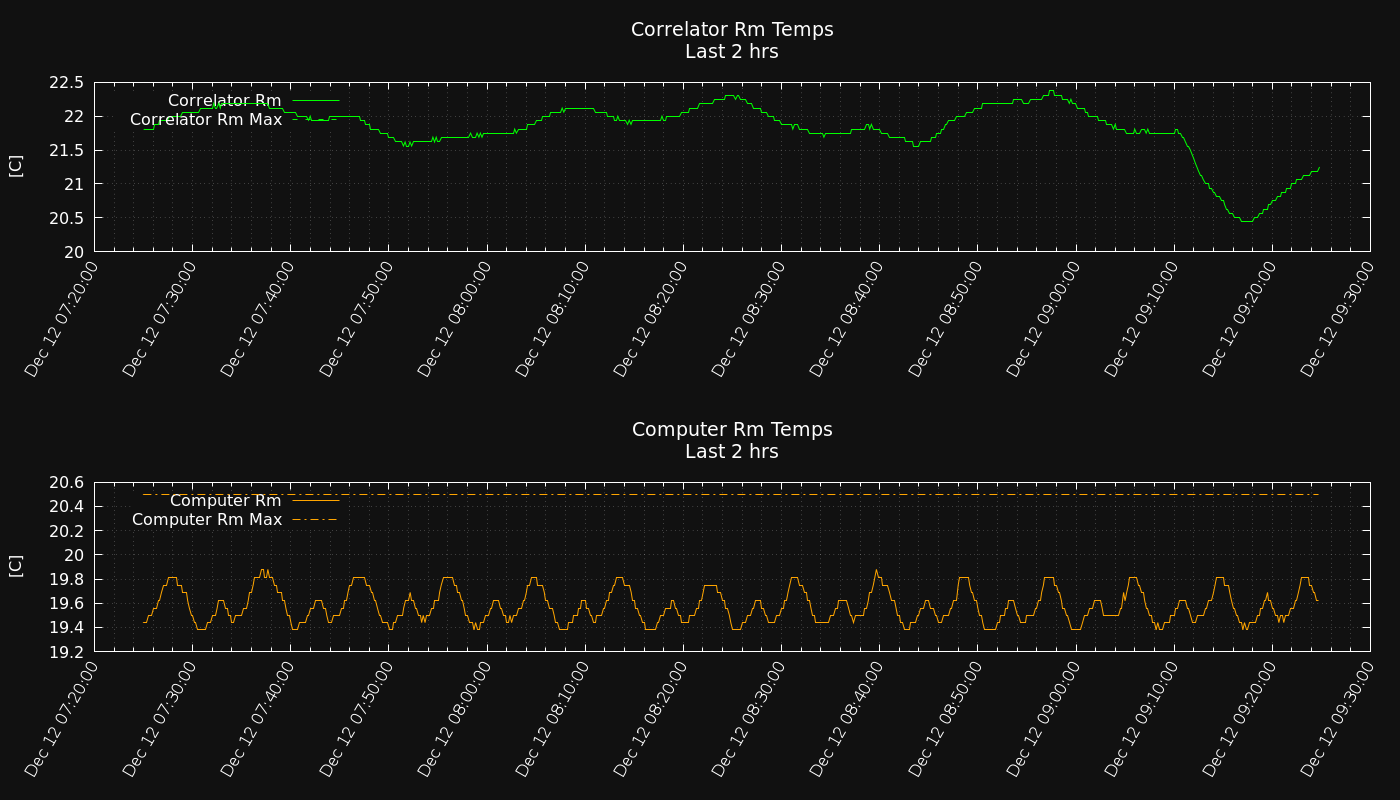 Correlator Rm Temps
Last 2 hrs
[C]
22.5
22
21.5
21
20.5
20
Correlator Rm
Correlator Rm Max
Dec 12 07:20:00
Dec 12 07:30:00
Dec 12 07:40:00
Dec 12 07:50:00
Dec 12 08:00:00
Dec 12 08:10:00
Dec 12 08:20:00
Dec 12 08:30:00
Dec 12 08:40:00
Dec 12 08:50:00
Dec 12 09:00:00
Dec 12 09:10:00
Dec 12 09:20:00
Dec 12 09:30:00
Computer Rm Temps
Last 2 hrs
[C]
20.6
20.4
20.2
20
19.8
19.6
19.4
19.2
Computer Rm
Computer Rm Max
Dec 12 07:20:00
Dec 12 07:30:00
Dec 12 07:40:00
Dec 12 07:50:00
Dec 12 08:00:00
Dec 12 08:10:00
Dec 12 08:20:00
Dec 12 08:30:00
Dec 12 08:40:00
Dec 12 08:50:00
Dec 12 09:00:00
Dec 12 09:10:00
Dec 12 09:20:00
Dec 12 09:30:00